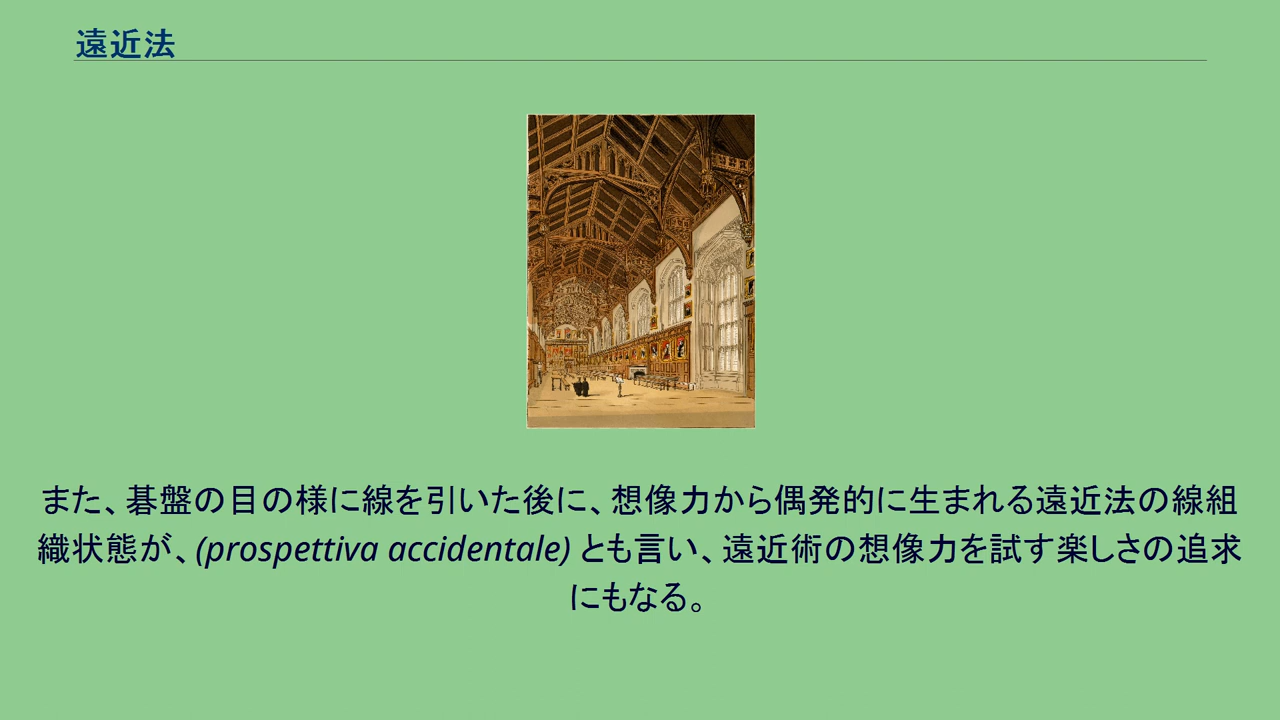 遠近法
また、碁盤の目の様に線を引いた後に、想像力から偶発的に生まれる遠近法の線組
織状態が、(prospettiva accidentale) とも言い、遠近術の想像力を試す楽しさの追求
にもなる。